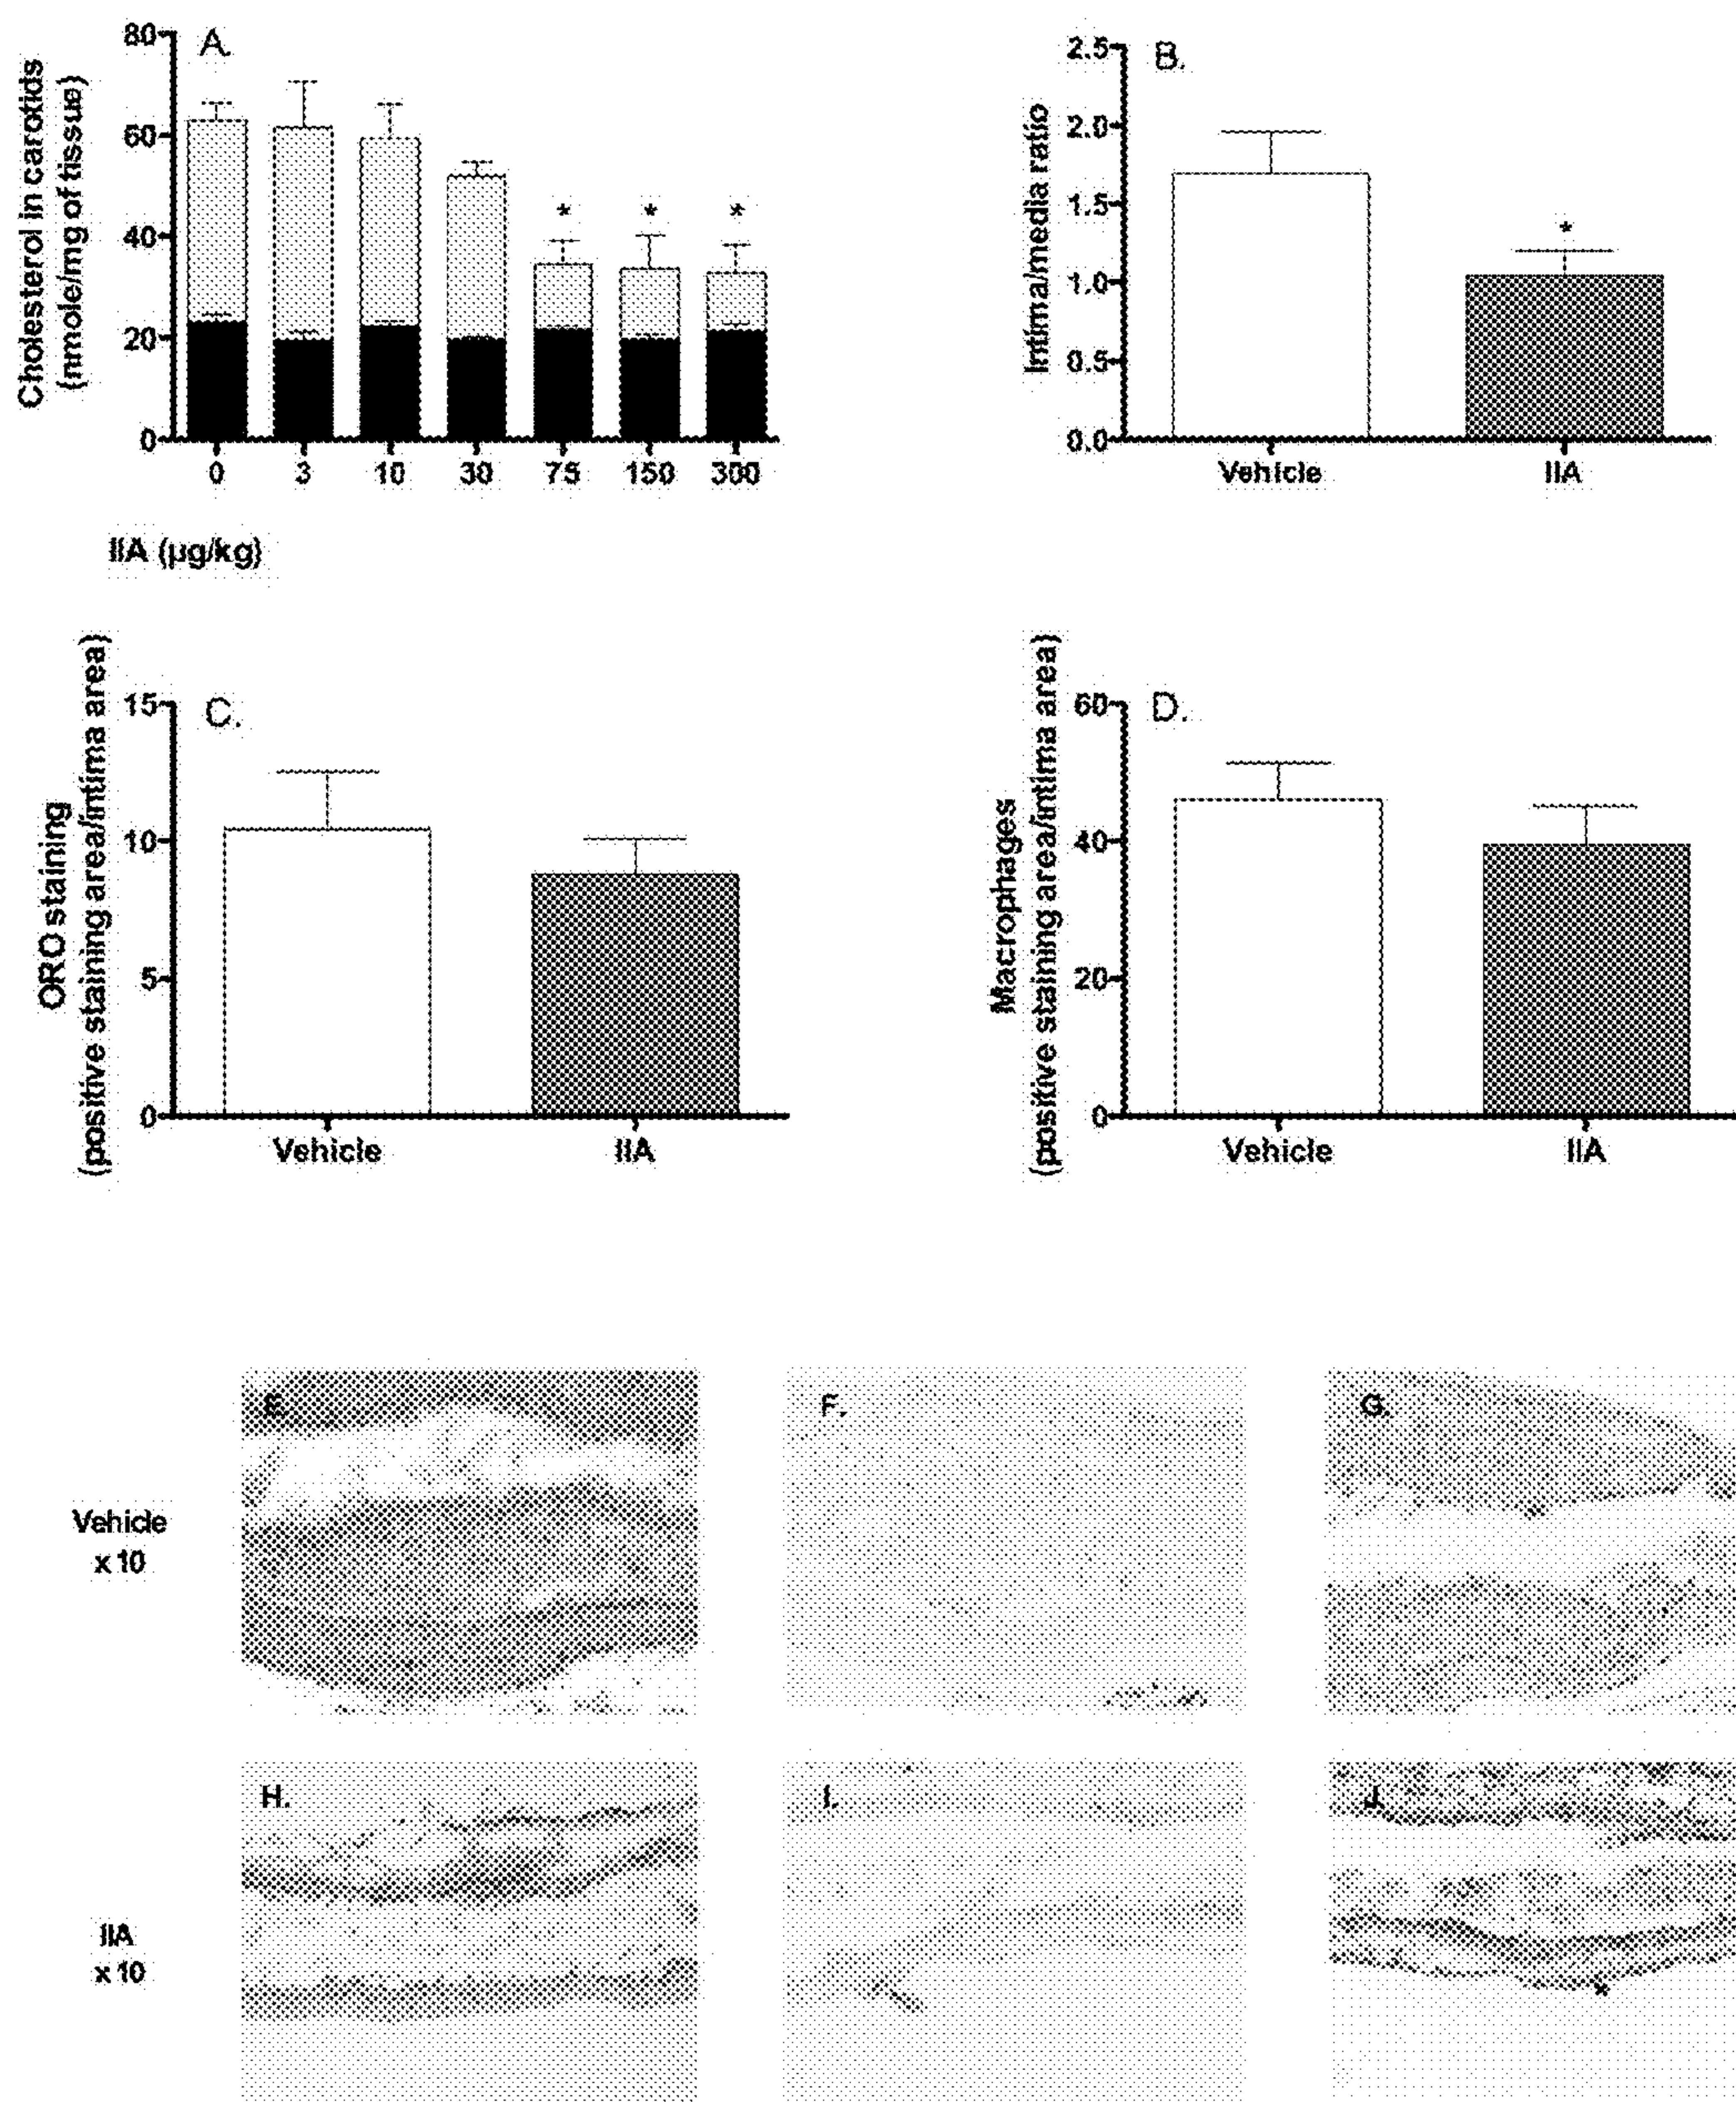 A.
Cholesterol in carotids
(nmole/mg of tissue)
80
60
40
20
0
* * *
0 3 10 30 75 150 300
IIA (µg/kg)
B.
Intima/media ratio
2.5
2.0
1.5
1.0
0.5
0.0
*
Vehicle IIA
C.
ORO staining
(positive staining area/intima area)
15
10
5
0
Vehicle IIA
D.
Macrophages
(positive staining area/intima area)
60
40
20
0
Vehicle IIA
Vehicle
x 10
E. F. G.
IIA
x 10
H. I. J.